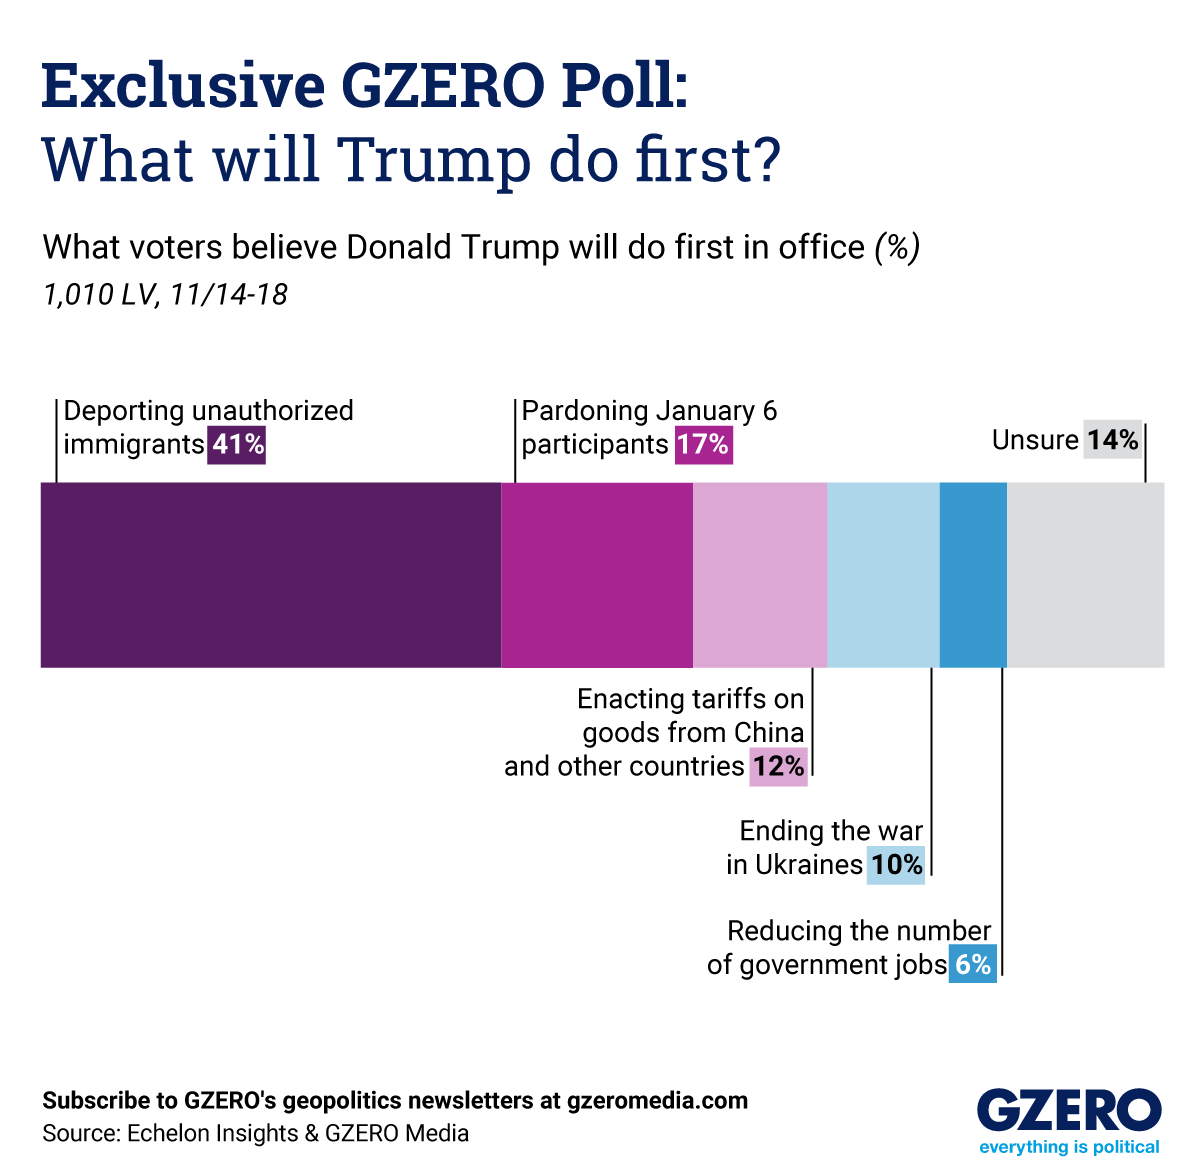 Exclusive GZERO Poll:
What will Trump do first?
What voters believe Donald Trump will do first in office (%)
1,010 LV, 11/14-18
Deporting unauthorized
immigrants 41%
Pardoning January 6
participants 17%
Unsure 14%
Enacting tariffs on
goods from China
and other countries 12%
Ending the war
in Ukraines 10%
Reducing the number
of government jobs 6%
Subscribe to GZERO's geopolitics newsletters at gzeromedia.com
Source: Echelon Insights & GZERO Media
GZERO
everything is political